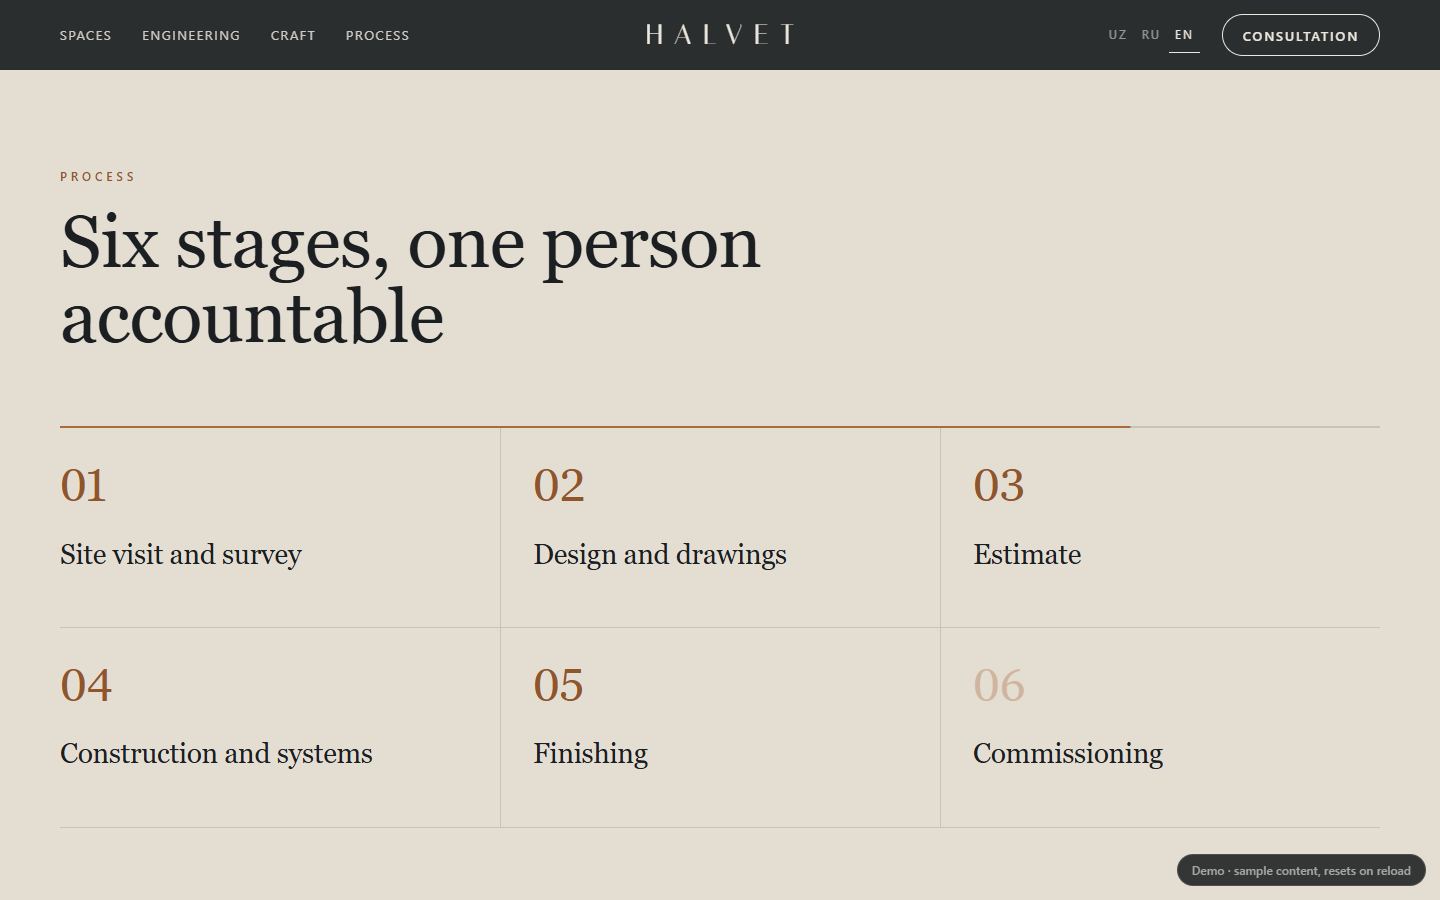 SPACES ENGINEERING CRAFT PROCESS HALVET UZ RU EN CONSULTATION
PROCESS
Six stages, one person
accountable
01 02 03
Site visit and survey Design and drawings Estimate
04 05 06
Construction and systems Finishing Commissioning
Demo · sample content, resets on reload